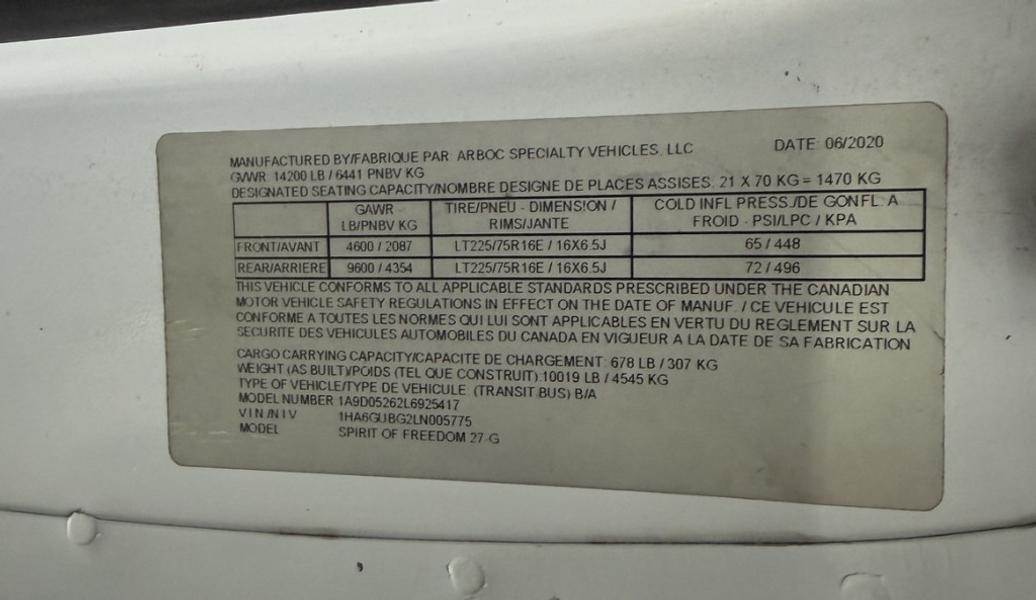 MANUFACTURED BY/FABRIQUE PAR: ARBOC SPECIALTY VEHICLES, LLC DATE: 06/2020
GVWR: 14200 LB / 6441 PNBV KG
DESIGNATED SEATING CAPACITY/NOMBRE DESIGNE DE PLACES ASSISES: 21 X 70 KG = 1470 KG
GAWR - LB/PNBV KG TIRE/PNEU - DIMENSION / RIMS/JANTE COLD INFL PRESS./DE GONFL. A FROID - PSI/LPC / KPA
FRONT/AVANT 4600 / 2087 LT225/75R16E / 16X6.5J 65 / 448
REAR/ARRIERE 9600 / 4354 LT225/75R16E / 16X6.5J 72 / 496
THIS VEHICLE CONFORMS TO ALL APPLICABLE STANDARDS PRESCRIBED UNDER THE CANADIAN
MOTOR VEHICLE SAFETY REGULATIONS IN EFFECT ON THE DATE OF MANUF. / CE VEHICULE EST
CONFORME A TOUTES LES NORMES QUI LUI SONT APPLICABLES EN VERTU DU REGLEMENT SUR LA
SECURITE DES VEHICULES AUTOMOBILES DU CANADA EN VIGUEUR A LA DATE DE SA FABRICATION
CARGO CARRYING CAPACITY/CAPACITE DE CHARGEMENT: 678 LB / 307 KG
WEIGHT (AS BUILT)/POIDS (TEL QUE CONSTRUIT):10019 LB / 4545 KG
TYPE OF VEHICLE/TYPE DE VEHICULE: (TRANSIT BUS) B/A
MODEL NUMBER 1A9D05262L6925417
VIN /NIV 1HA6GUBG2LN005775
MODEL SPIRIT OF FREEDOM 27-G